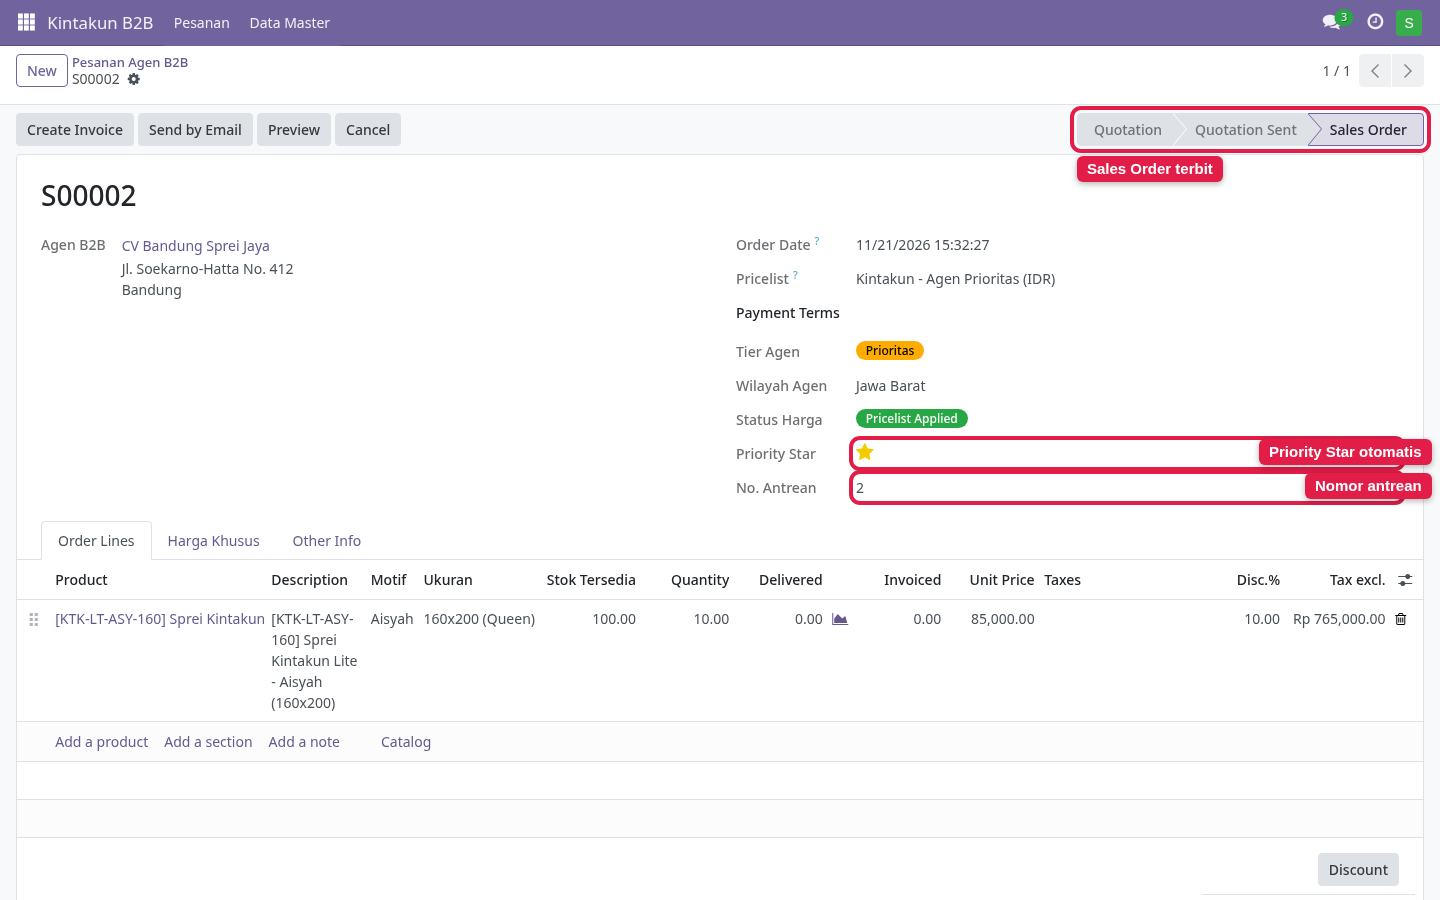 Kintakun B2B Pesanan Data Master 3 S
New Pesanan Agen B2B
S00002
1 / 1
Create Invoice Send by Email Preview Cancel Quotation Quotation Sent Sales Order
Sales Order terbit
S00002
Agen B2B CV Bandung Sprei Jaya
Jl. Soekarno-Hatta No. 412
Bandung
Order Date ? 11/21/2026 15:32:27
Pricelist ? Kintakun - Agen Prioritas (IDR)
Payment Terms
Tier Agen Prioritas
Wilayah Agen Jawa Barat
Status Harga Pricelist Applied
Priority Star Priority Star otomatis
No. Antrean 2 Nomor antrean
Order Lines Harga Khusus Other Info
Product Description Motif Ukuran Stok Tersedia Quantity Delivered Invoiced Unit Price Taxes Disc.% Tax excl.
[KTK-LT-ASY-160] Sprei Kintakun [KTK-LT-ASY- Aisyah 160x200 (Queen) 100.00 10.00 0.00 0.00 85,000.00 10.00 Rp 765,000.00
160] Sprei
Kintakun Lite
- Aisyah
(160x200)
Add a product Add a section Add a note Catalog
Discount